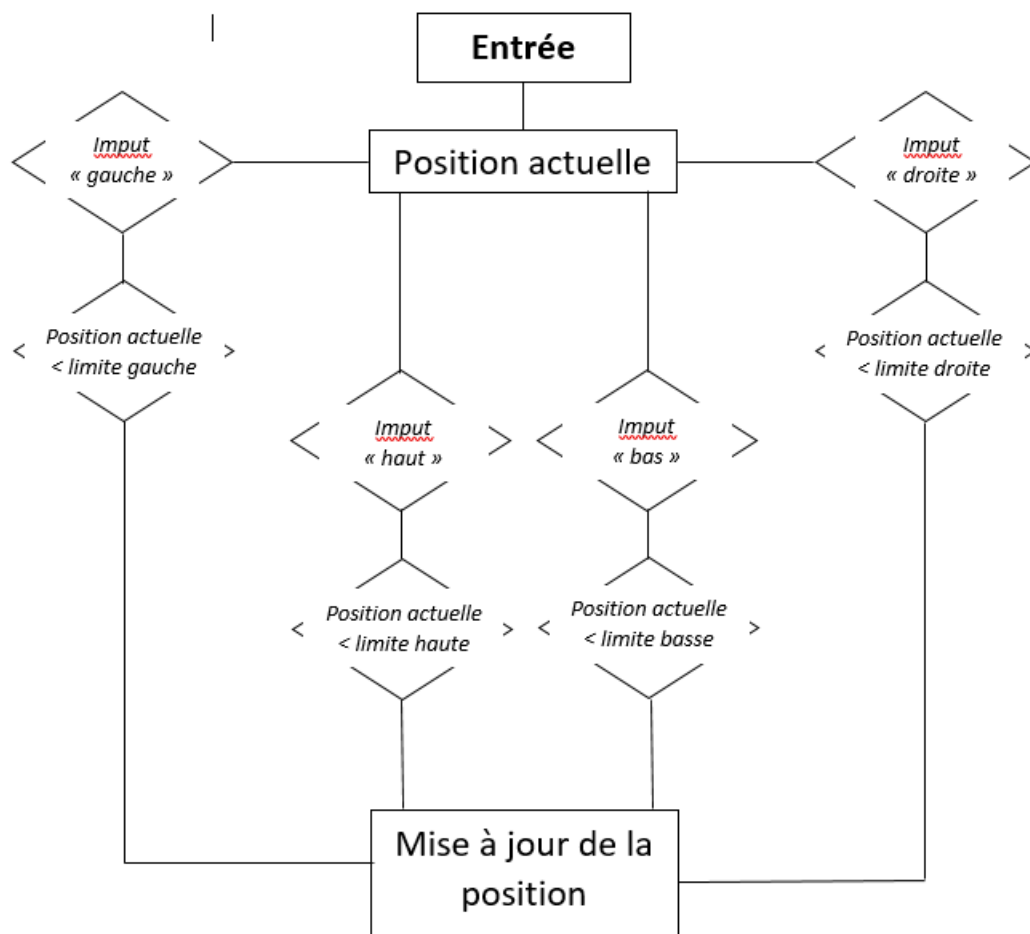 Entrée
Position actuelle
Imput
« gauche »
Imput
« droite »
Position actuelle
< limite gauche
Position actuelle
< limite droite
Imput
« haut »
Imput
« bas »
Position actuelle
< limite haute
Position actuelle
< limite basse
Mise à jour de la
position